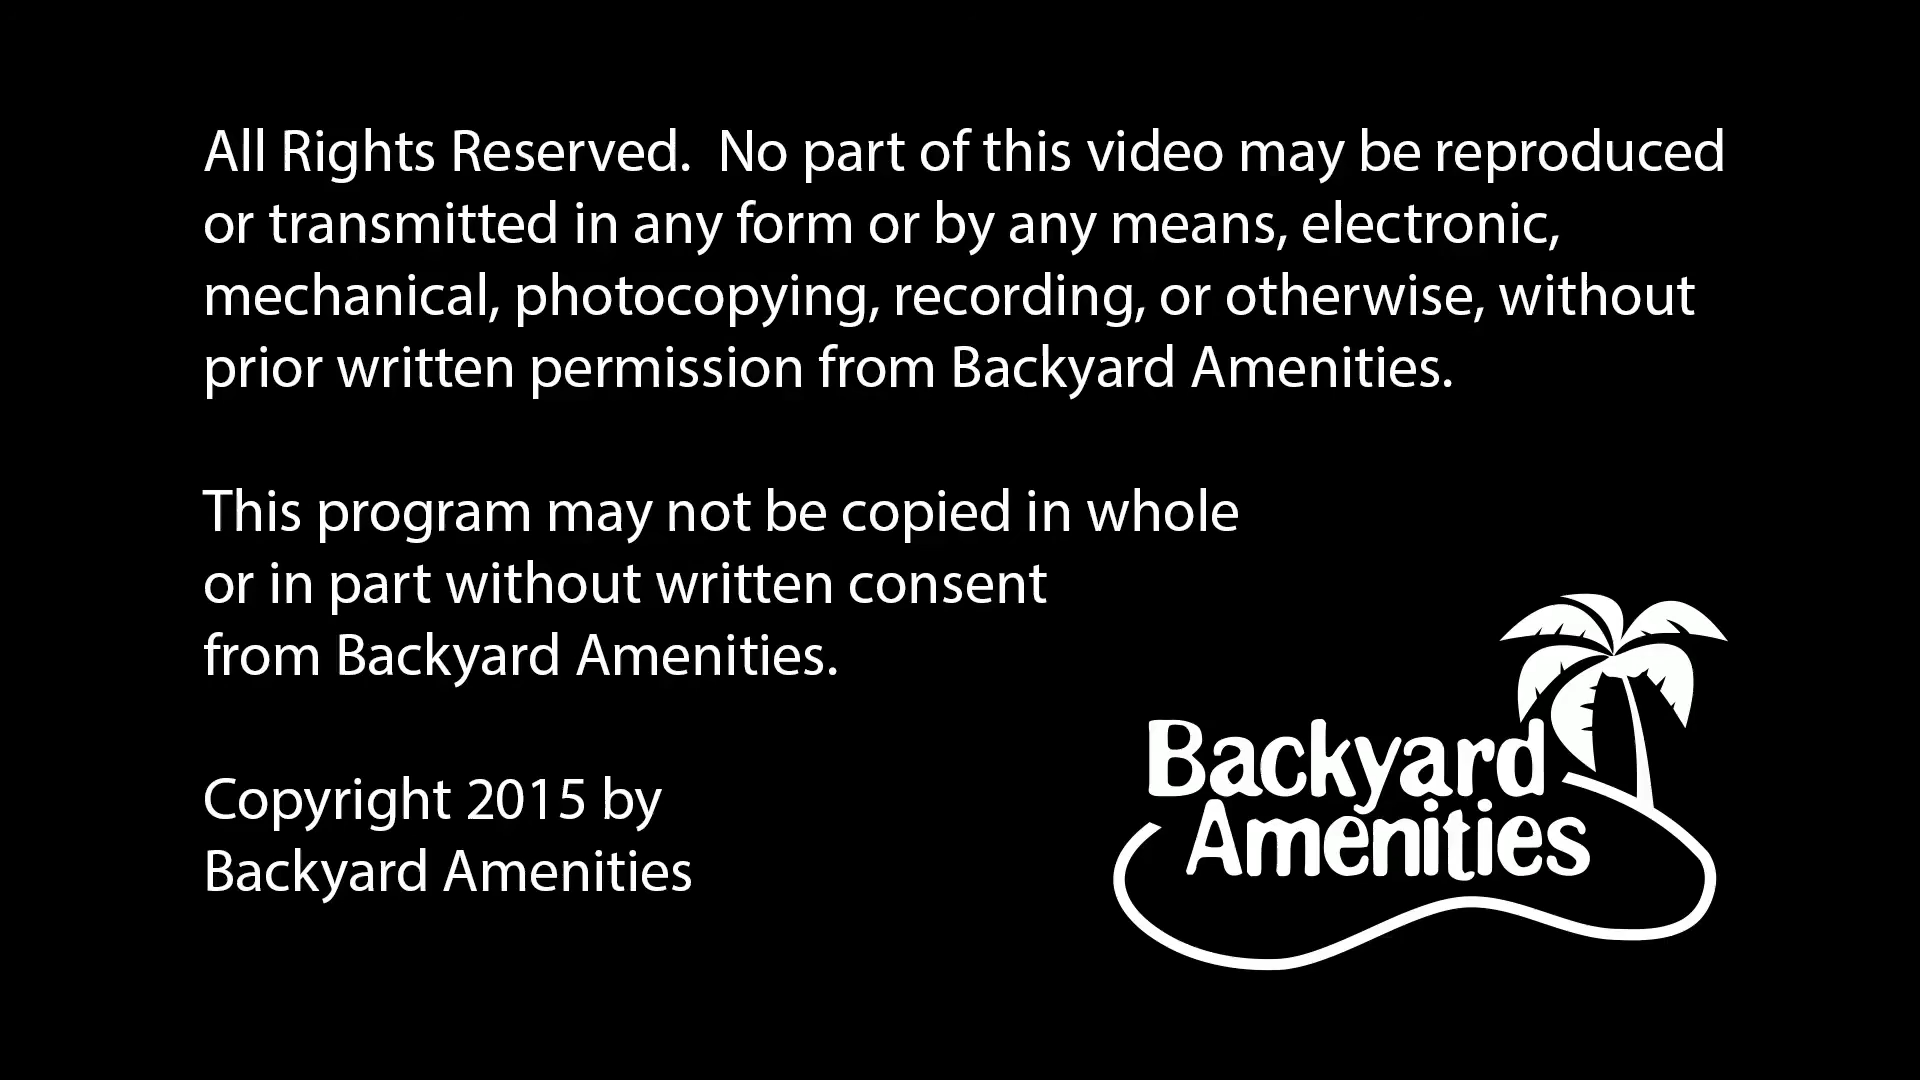 All Rights Reserved.  No part of this video may be reproduced
or transmitted in any form or by any means, electronic,
mechanical, photocopying, recording, or otherwise, without
prior written permission from Backyard Amenities.
This program may not be copied in whole
or in part without written consent
from Backyard Amenities.
Copyright 2015 by
Backyard Amenities
Backyard
Amenities